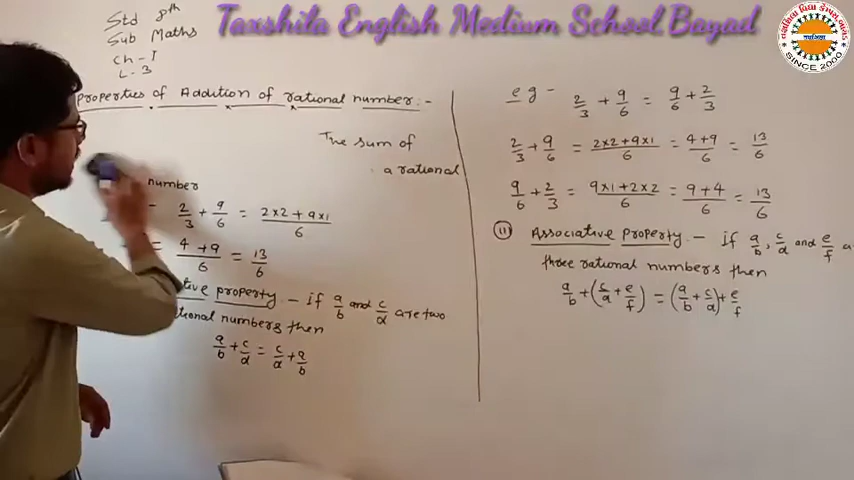 Taxshila English Medium School Bayad
SINCE 2000
Std 8th
Sub Maths
Ch - I
L - 3
properties of Addition of rational number :-
The sum of
a rational
number
2/3 + 9/6 = 2×2+9×1/6
= 4+9/6 = 13/6
tive property. - if a/b and c/d are two
tional numbers then
a/b + c/d = c/d + a/b
eg - 2/3 + 9/6 = 9/6 + 2/3
2/3 + 9/6 = 2×2+9×1/6 = 4+9/6 = 13/6
9/6 + 2/3 = 9×1+2×2/6 = 9+4/6 = 13/6
(II) Associative Property. - if a/b, c/d and e/f a
three rational numbers then
a/b + (c/d + e/f) = (a/b + c/d) + e/f